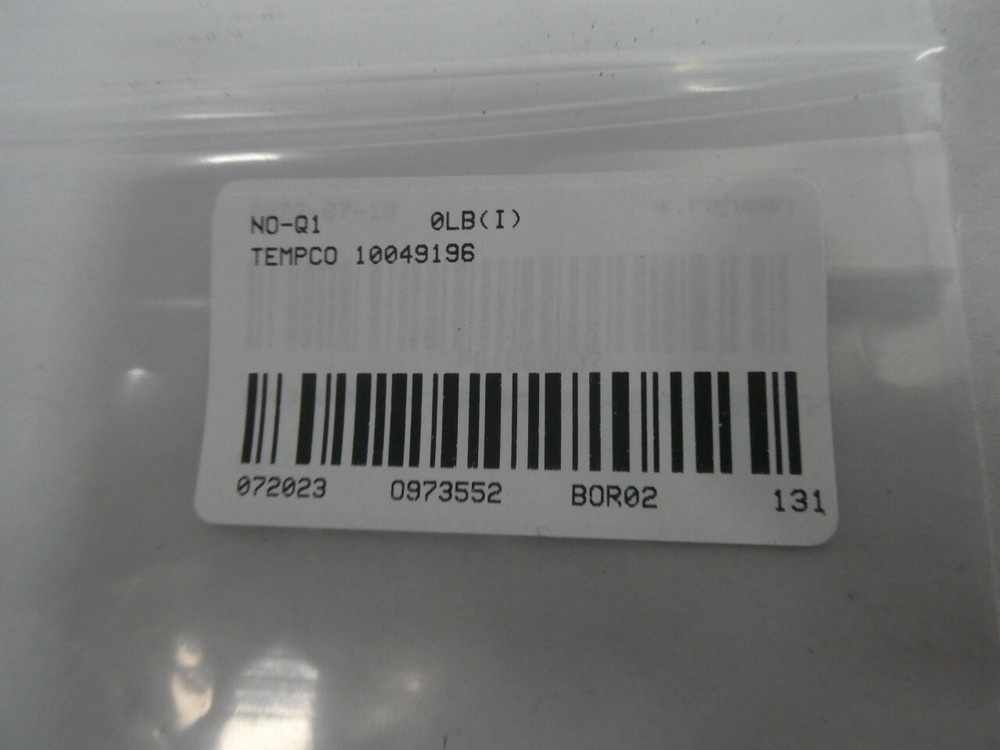 NO-Q1 0LB(I)
TEMPCO 10049196
072023 0973552 BOR02 131